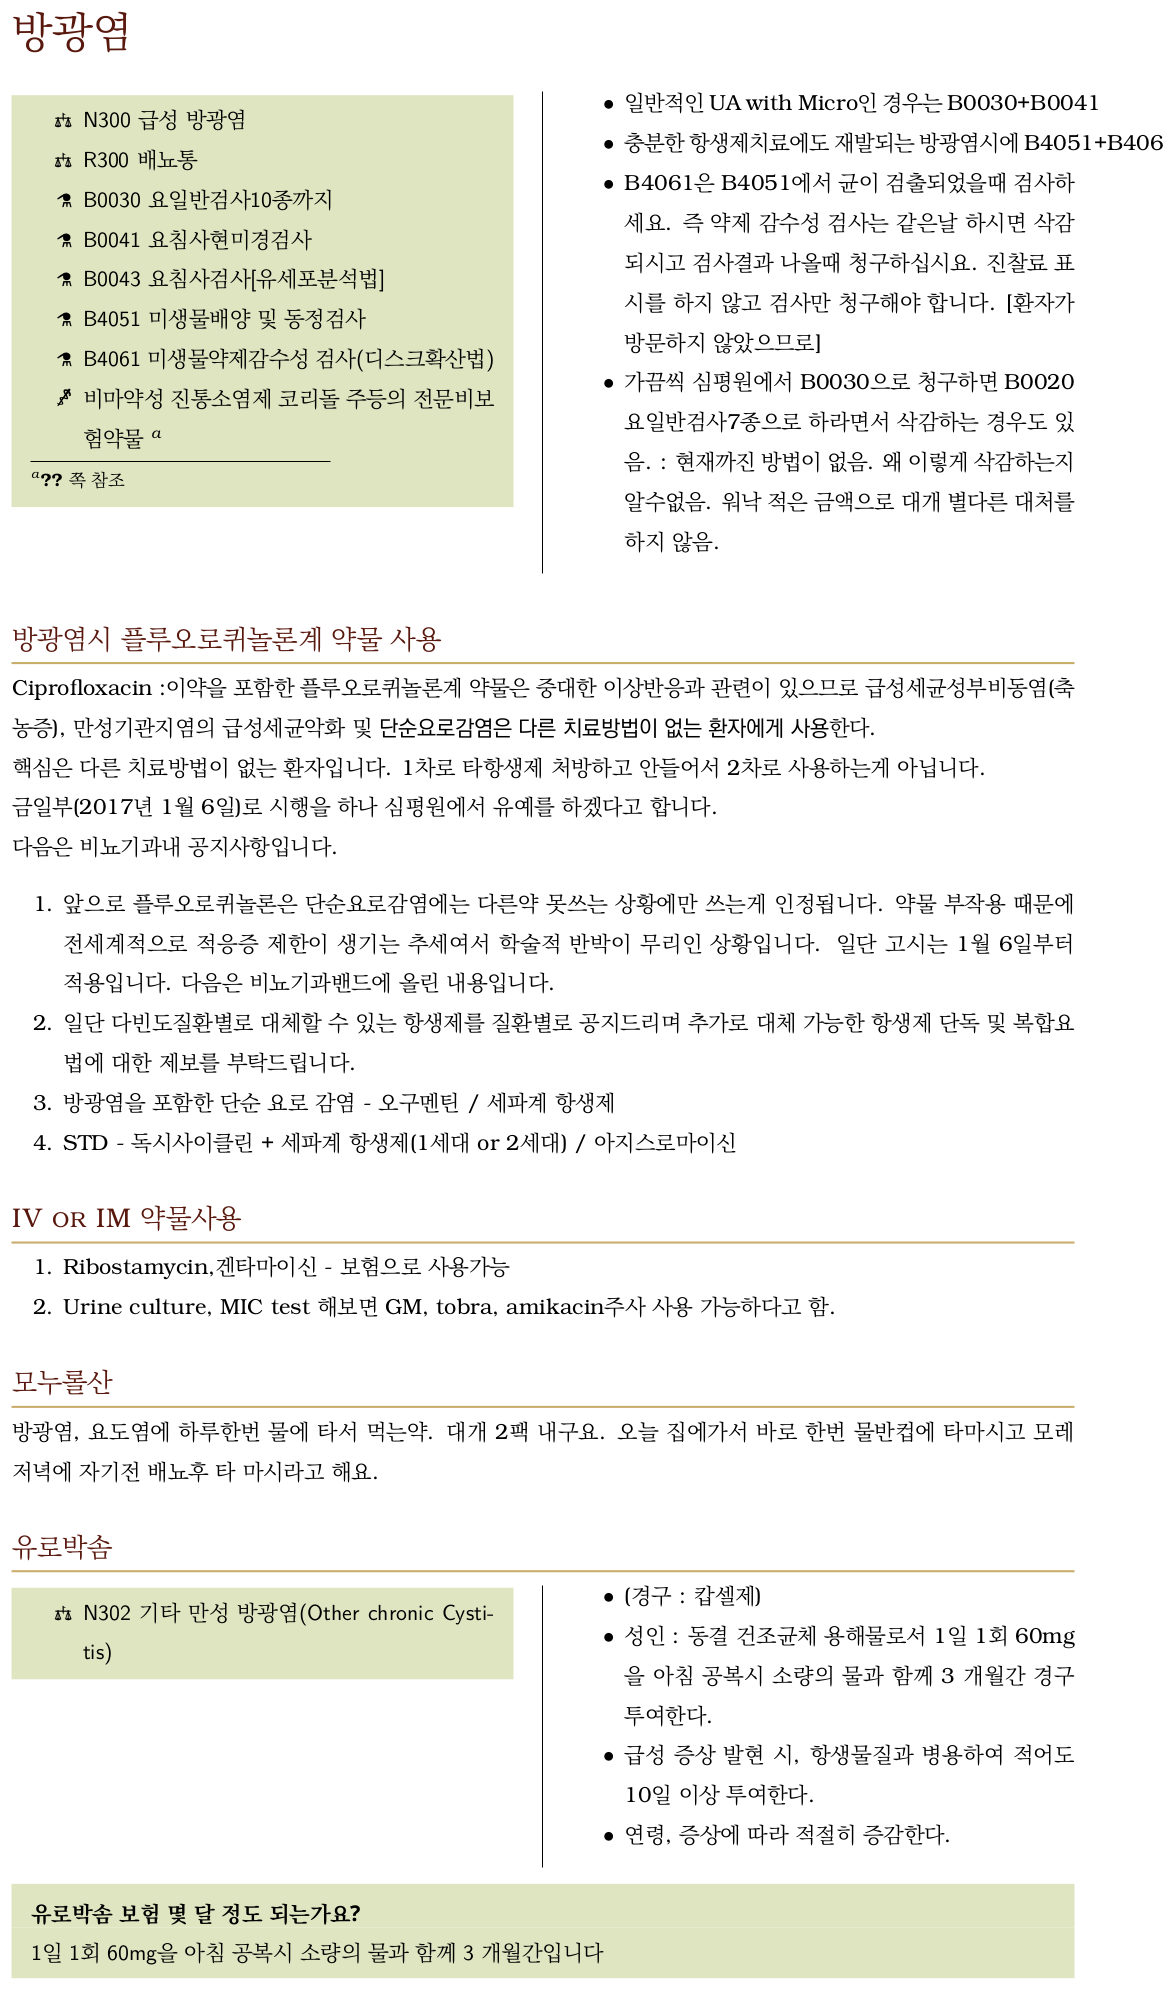 방광염
N300 급성 방광염
R300 배뇨통
B0030 요일반검사10종까지
B0041 요침사현미경검사
B0043 요침사검사[유세포분석법]
B4051 미생물배양 및 동정검사
B4061 미생물약제감수성 검사(디스크확산법)
비마약성 진통소염제 코리돌 주등의 전문비보
험약물 a
a?? 쪽 참조
• 일반적인 UA with Micro인 경우는 B0030+B0041
• 충분한 항생제치료에도 재발되는 방광염시에 B4051+B406
• B4061은 B4051에서 균이 검출되었을때 검사하
세요. 즉 약제 감수성 검사는 같은날 하시면 삭감
되시고 검사결과 나올때 청구하십시요. 진찰료 표
시를 하지 않고 검사만 청구해야 합니다. [환자가
방문하지 않았으므로]
• 가끔씩 심평원에서 B0030으로 청구하면 B0020
요일반검사7종으로 하라면서 삭감하는 경우도 있
음. : 현재까진 방법이 없음. 왜 이렇게 삭감하는지
알수없음. 워낙 적은 금액으로 대개 별다른 대처를
하지 않음.
방광염시 플루오로퀴놀론계 약물 사용
Ciprofloxacin :이약을 포함한 플루오로퀴놀론계 약물은 중대한 이상반응과 관련이 있으므로 급성세균성부비동염(축
농증), 만성기관지염의 급성세균악화 및 단순요로감염은 다른 치료방법이 없는 환자에게 사용한다.
핵심은 다른 치료방법이 없는 환자입니다. 1차로 타항생제 처방하고 안들어서 2차로 사용하는게 아닙니다.
금일부(2017년 1월 6일)로 시행을 하나 심평원에서 유예를 하겠다고 합니다.
다음은 비뇨기과내 공지사항입니다.
1. 앞으로 플루오로퀴놀론은 단순요로감염에는 다른약 못쓰는 상황에만 쓰는게 인정됩니다. 약물 부작용 때문에
전세계적으로 적응증 제한이 생기는 추세여서 학술적 반박이 무리인 상황입니다. 일단 고시는 1월 6일부터
적용입니다. 다음은 비뇨기과밴드에 올린 내용입니다.
2. 일단 다빈도질환별로 대체할 수 있는 항생제를 질환별로 공지드리며 추가로 대체 가능한 항생제 단독 및 복합요
법에 대한 제보를 부탁드립니다.
3. 방광염을 포함한 단순 요로 감염 - 오구멘틴 / 세파계 항생제
4. STD - 독시사이클린 + 세파계 항생제(1세대 or 2세대) / 아지스로마이신
IV OR IM 약물사용
1. Ribostamycin,겐타마이신 - 보험으로 사용가능
2. Urine culture, MIC test 해보면 GM, tobra, amikacin주사 사용 가능하다고 함.
모누롤산
방광염, 요도염에 하루한번 물에 타서 먹는약. 대개 2팩 내구요. 오늘 집에가서 바로 한번 물반컵에 타마시고 모레
저녁에 자기전 배뇨후 타 마시라고 해요.
유로박솜
N302 기타 만성 방광염(Other chronic Cysti-
tis)
• (경구 : 캅셀제)
• 성인 : 동결 건조균체 용해물로서 1일 1회 60mg
을 아침 공복시 소량의 물과 함께 3 개월간 경구
투여한다.
• 급성 증상 발현 시, 항생물질과 병용하여 적어도
10일 이상 투여한다.
• 연령, 증상에 따라 적절히 증감한다.
유로박솜 보험 몇 달 정도 되는가요?
1일 1회 60mg을 아침 공복시 소량의 물과 함께 3 개월간입니다